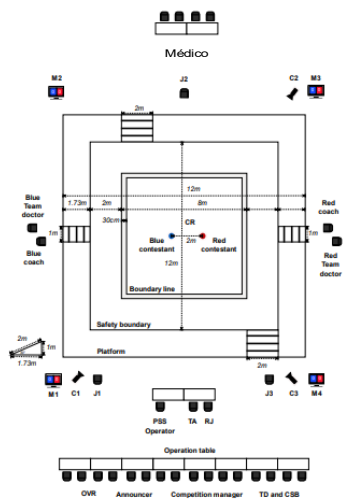 Médico
M2
J2
C2
M3
2m
12m
1.73m
2m
8m
30cm
Blue
Team
doctor
Red
coach
1m
1m
Blue
coach
Red
Team
doctor
CR
Blue
contestant
2m
Red
contestant
12m
Boundary line
Safety boundary
Platform
2m
1m
1.73m
2m
M1
C1
J1
J3
C3
M4
PSS
Operator
TA
RJ
Operation table
OVR
Announcer
Competition manager
TD and CSB